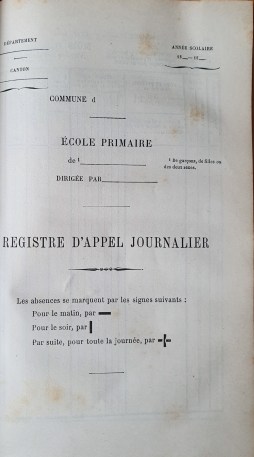 DÉPARTEMENT
CANTON
ANNÉE SCOLAIRE
18__-18__
COMMUNE d
ÉCOLE PRIMAIRE
de ¹
¹ De garçons, de filles ou
des deux sexes.
DIRIGÉE PAR
REGISTRE D'APPEL JOURNALIER
Les absences se marquent par les signes suivants :
Pour le matin, par —
Pour le soir, par |
Par suite, pour toute la journée, par -|-